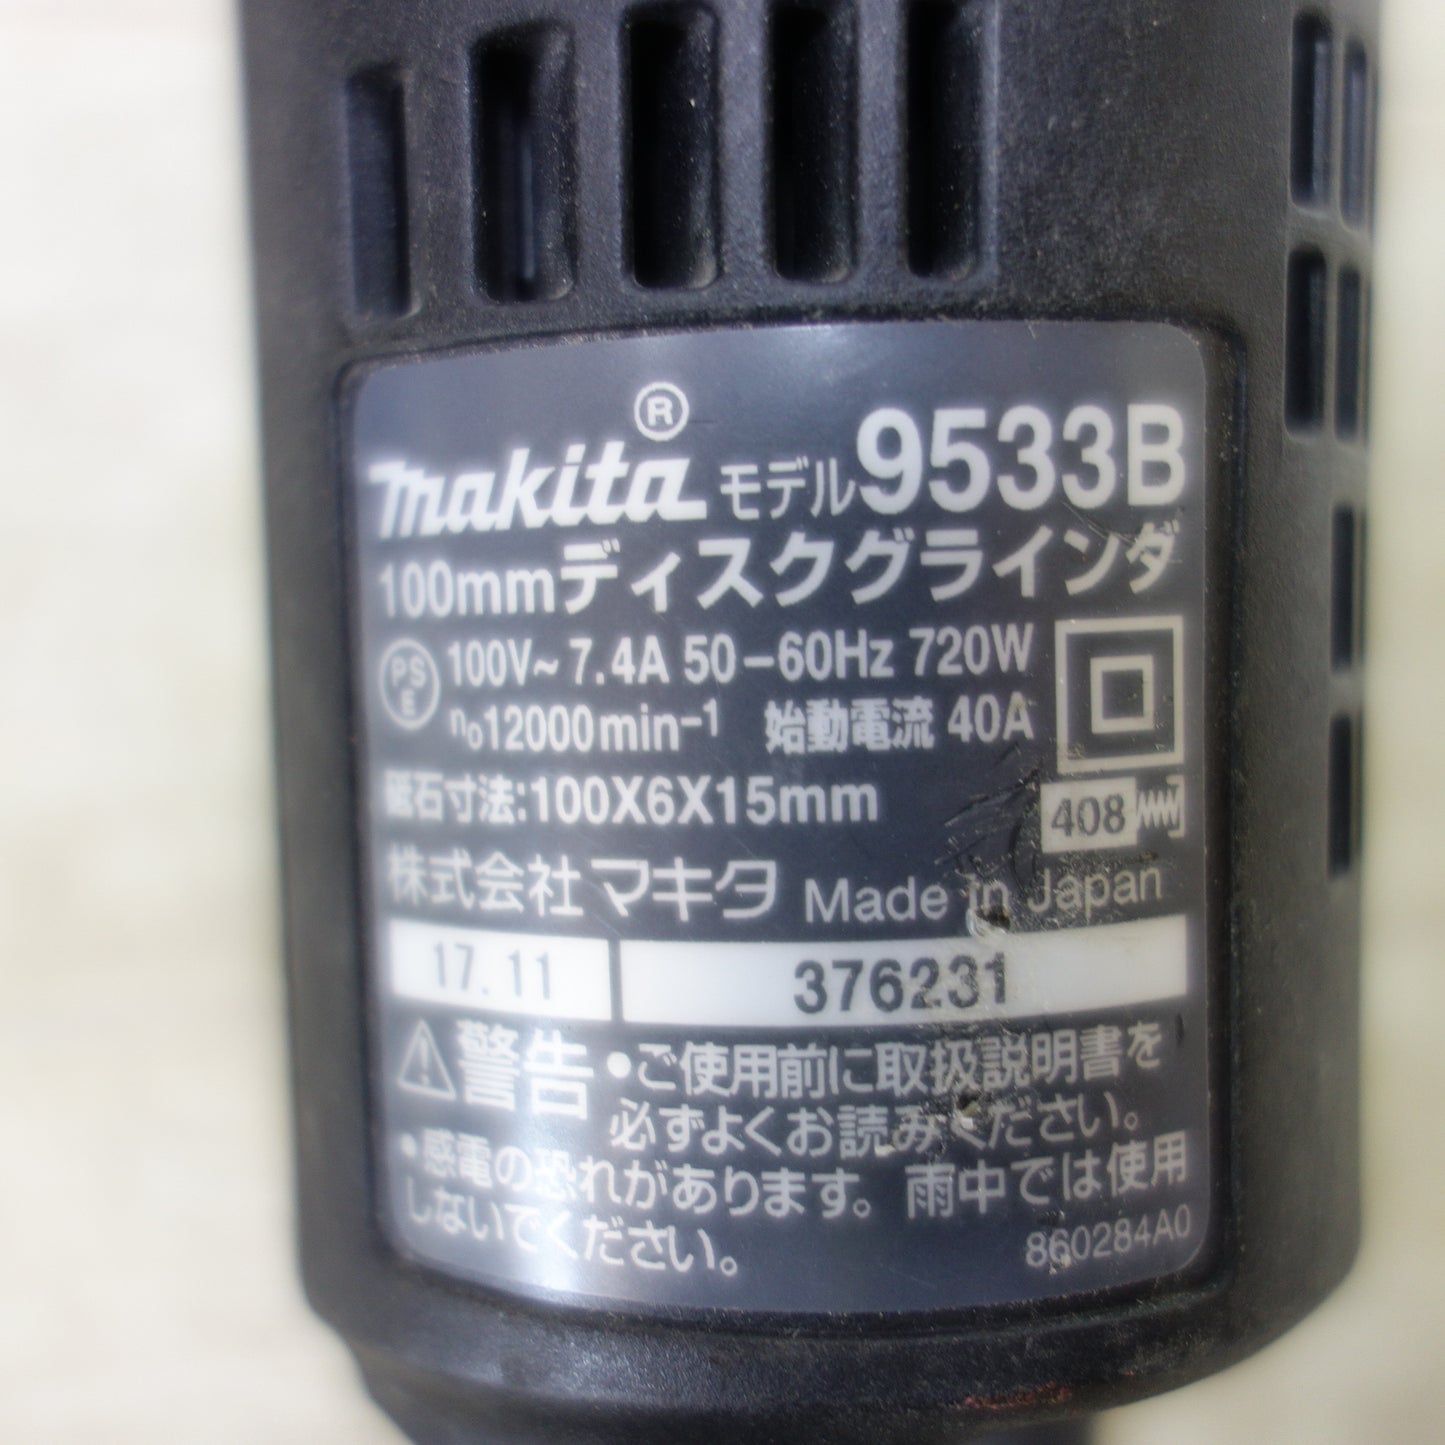 makita® モデル9533B
100mmディスクグラインダ
PSE 100V~ 7.4A 50-60Hz 720W
n₀12000min⁻¹ 始動電流 40A
砥石寸法:100X6X15mm
408
株式会社マキタ Made in Japan
17.11 376231
警告 •ご使用前に取扱説明書を
必ずよくお読みください。
•感電の恐れがあります。雨中では使用
しないでください。
860284A0